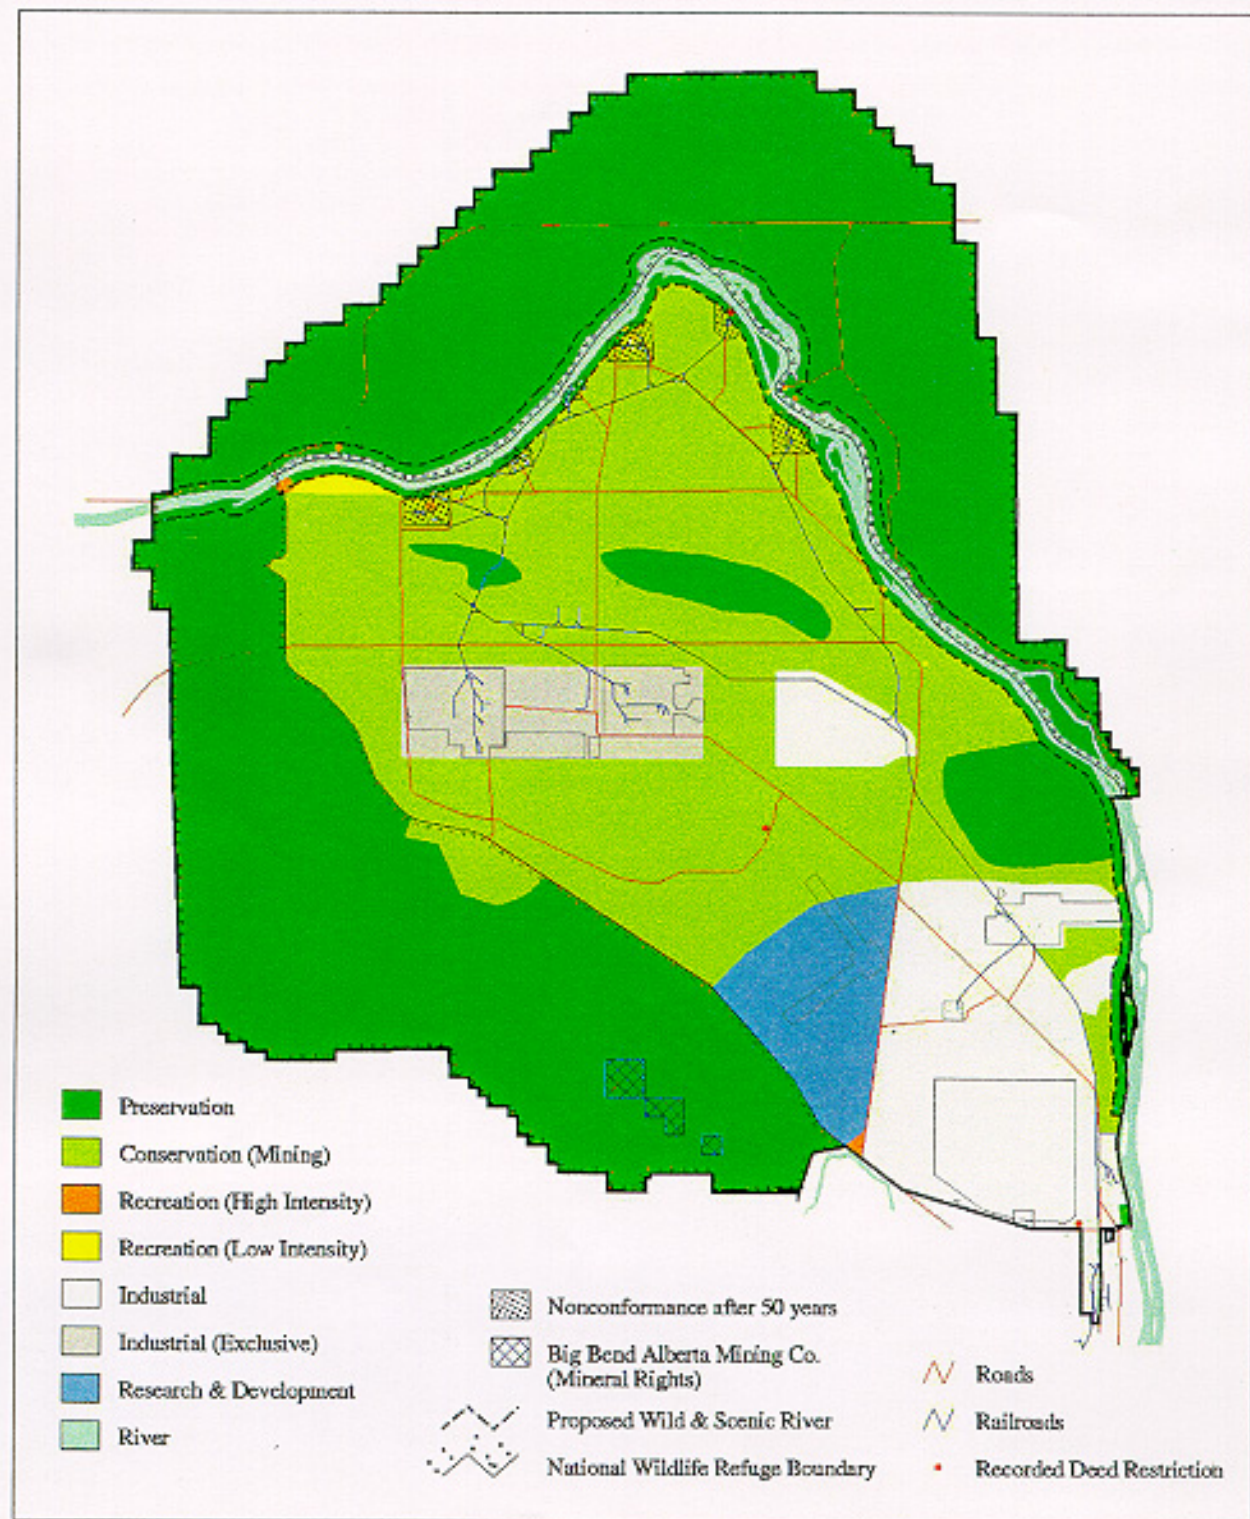 Preservation
Conservation (Mining)
Recreation (High Intensity)
Recreation (Low Intensity)
Industrial
Industrial (Exclusive)
Research & Development
River
Nonconformance after 50 years
Big Bend Alberta Mining Co.
(Mineral Rights)
Proposed Wild & Scenic River
National Wildlife Refuge Boundary
Roads
Railroads
Recorded Deed Restriction